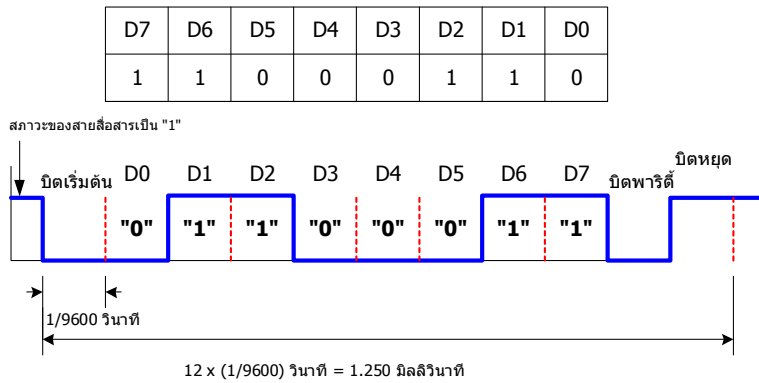 D7 D6 D5 D4 D3 D2 D1 D0
1 1 0 0 0 1 1 0
สภาวะของสายสื่อสารเป็น "1"
บิตเริ่มต้น D0 D1 D2 D3 D4 D5 D6 D7 บิตพาริตี้ บิตหยุด
"0" "1" "1" "0" "0" "0" "1" "1"
1/9600 วินาที
12 x (1/9600) วินาที = 1.250 มิลลิวินาที